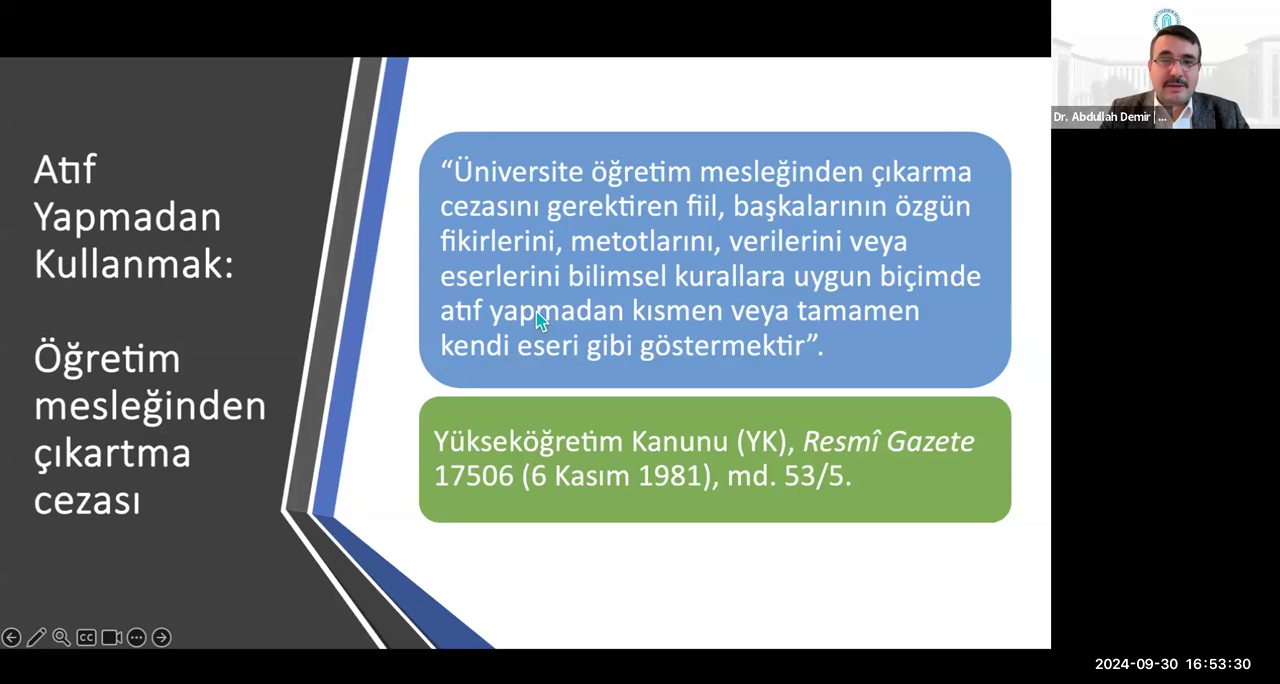 Atıf
Yapmadan
Kullanmak:
Öğretim
mesleğinden
çıkartma
cezası
“Üniversite öğretim mesleğinden çıkarma
cezasını gerektiren fiil, başkalarının özgün
fikirlerini, metotlarını, verilerini veya
eserlerini bilimsel kurallara uygun biçimde
atıf yapmadan kısmen veya tamamen
kendi eseri gibi göstermektir”.
Yükseköğretim Kanunu (YK), Resmî Gazete
17506 (6 Kasım 1981), md. 53/5.
Dr. Abdullah Demir | ...
CC
2024-09-30 16:53:30